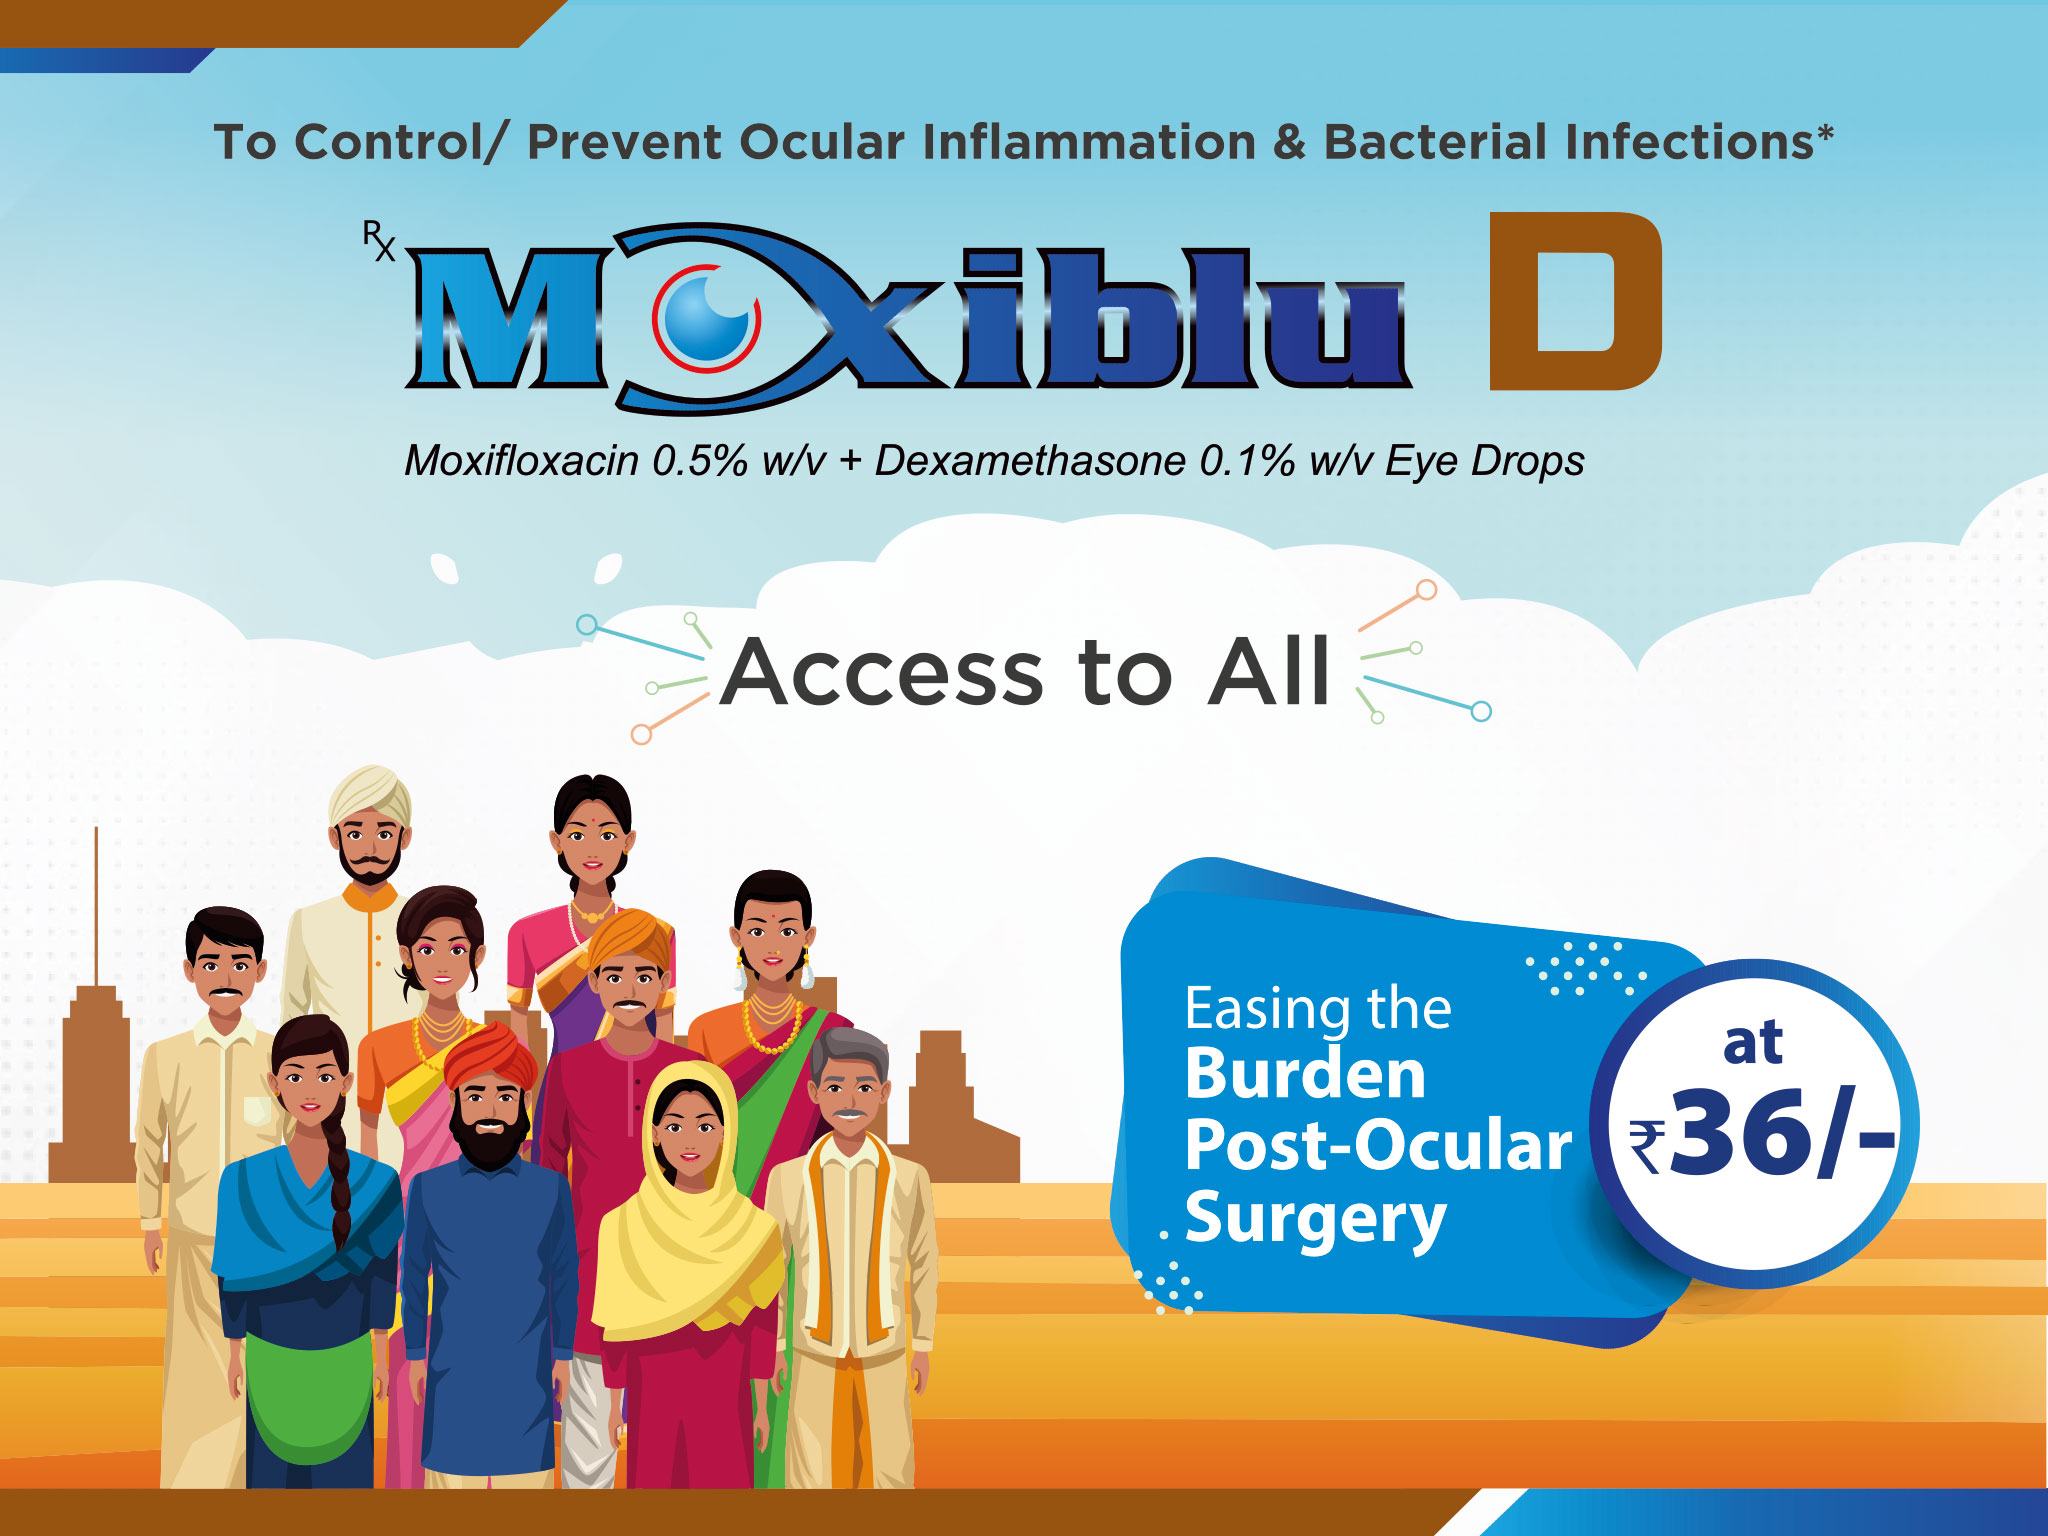 To Control/ Prevent Ocular Inflammation & Bacterial Infections*
Rx Moxiblu D
Moxifloxacin 0.5% w/v + Dexamethasone 0.1% w/v Eye Drops
Access to All
Easing the
Burden
Post-Ocular
Surgery
at
₹36/-